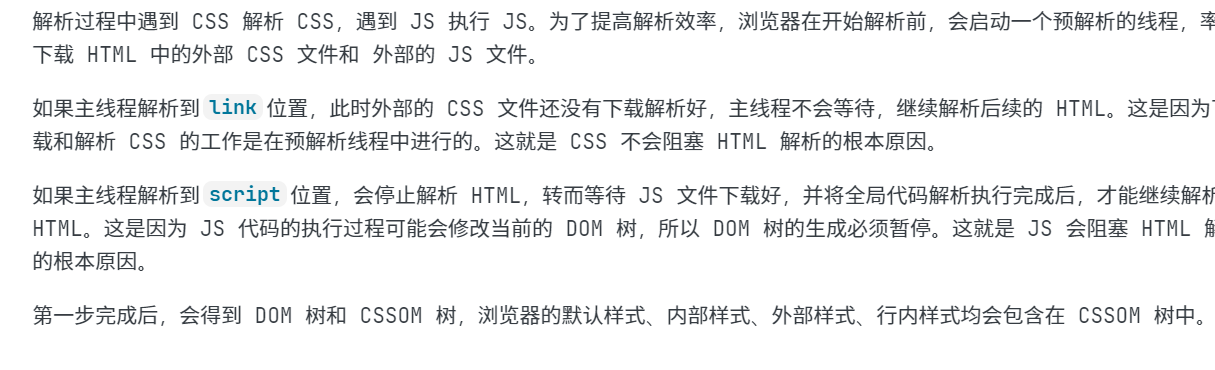 解析过程中遇到 CSS 解析 CSS，遇到 JS 执行 JS。为了提高解析效率，浏览器在开始解析前，会启动一个预解析的线程，率
下载 HTML 中的外部 CSS 文件和 外部的 JS 文件。
如果主线程解析到 link 位置，此时外部的 CSS 文件还没有下载解析好，主线程不会等待，继续解析后续的 HTML。这是因为
载和解析 CSS 的工作是在预解析线程中进行的。这就是 CSS 不会阻塞 HTML 解析的根本原因。
如果主线程解析到 script 位置，会停止解析 HTML，转而等待 JS 文件下载好，并将全局代码解析执行完成后，才能继续解析
HTML。这是因为 JS 代码的执行过程可能会修改当前的 DOM 树，所以 DOM 树的生成必须暂停。这就是 JS 会阻塞 HTML
的根本原因。
第一步完成后，会得到 DOM 树和 CSSOM 树，浏览器的默认样式、内部样式、外部样式、行内样式均会包含在 CSSOM 树中。